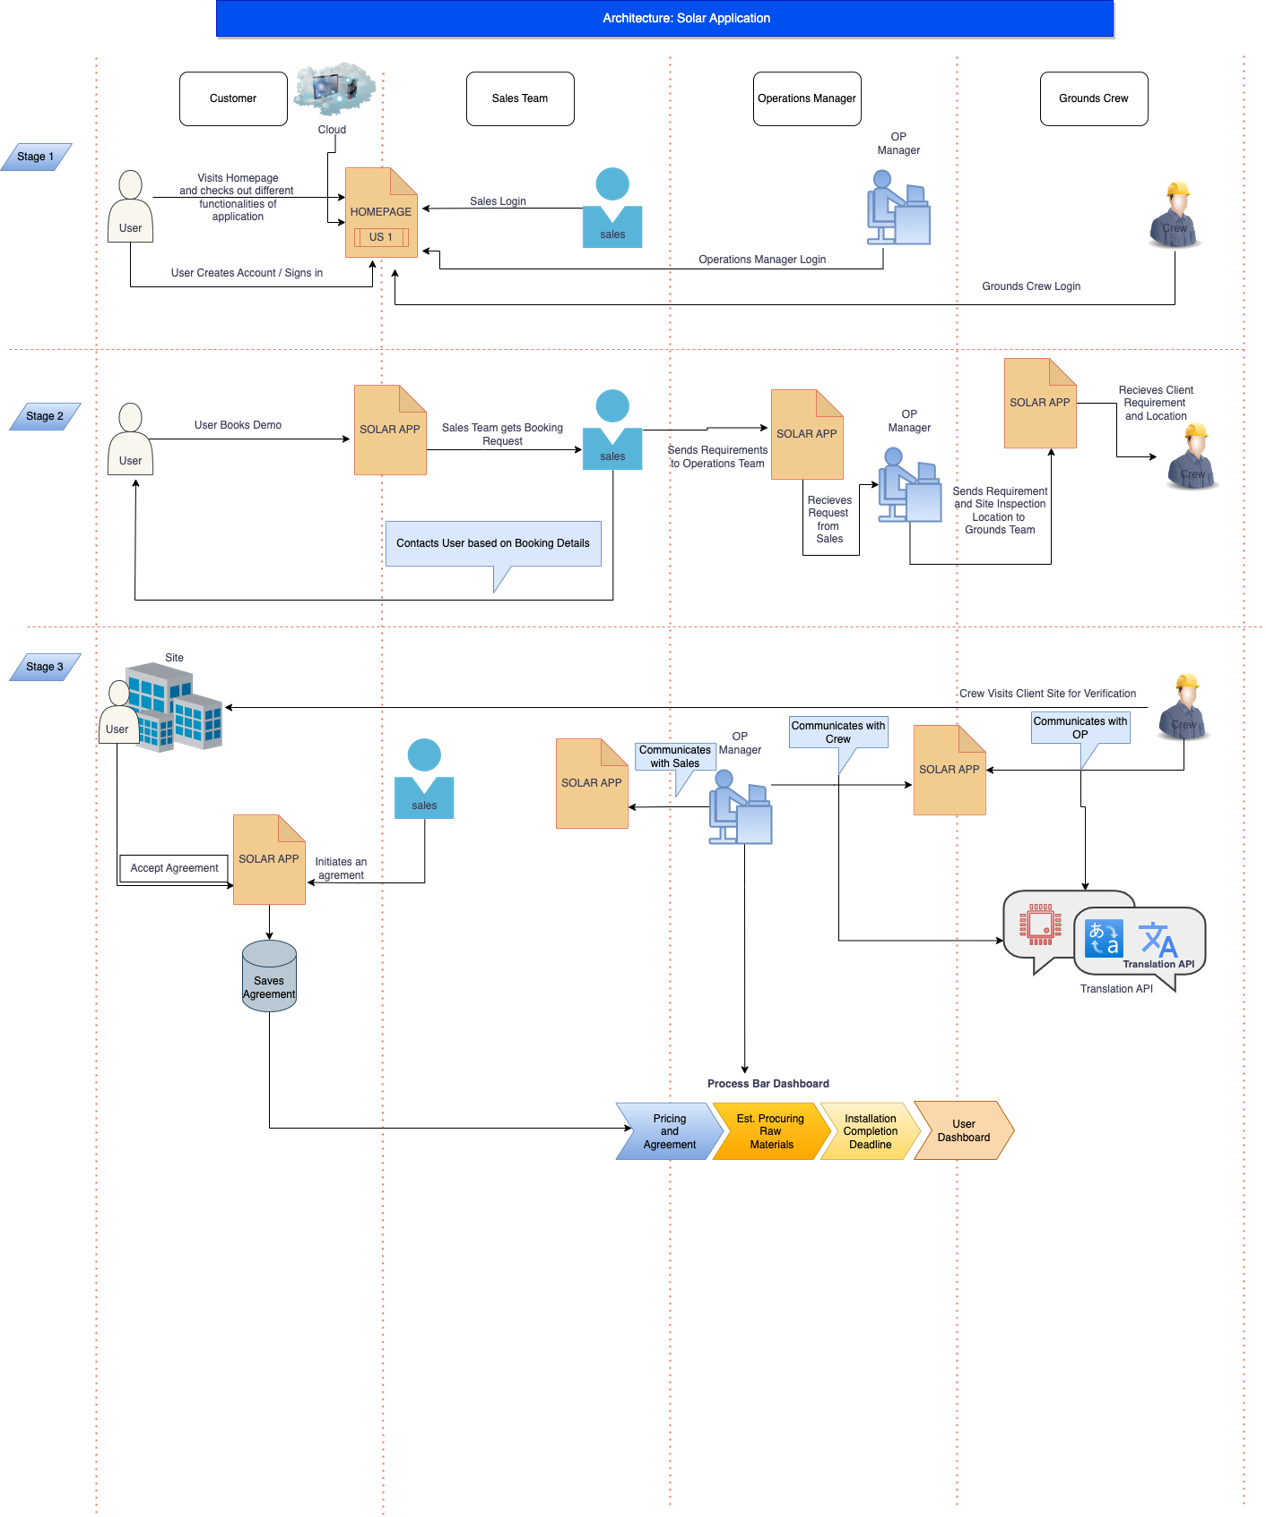 Architecture: Solar Application
Customer
Sales Team
Operations Manager
Grounds Crew
Cloud
Stage 1
OP
Manager
Visits Homepage
and checks out different
functionalities of
application
User
HOMEPAGE
US 1
Sales Login
sales
Crew
User Creates Account / Signs in
Operations Manager Login
Grounds Crew Login
Stage 2
User
User Books Demo
SOLAR APP
Sales Team gets Booking
Request
sales
Sends Requirements
to Operations Team
SOLAR APP
OP
Manager
Recieves
Request
from
Sales
SOLAR APP
Recieves Client
Requirement
and Location
Crew
Sends Requirement
and Site Inspection
Location to
Grounds Team
Contacts User based on Booking Details
Stage 3
Site
User
Crew Visits Client Site for Verification
Crew
Communicates with
OP
Communicates with
Crew
OP
Manager
Communicates
with Sales
SOLAR APP
SOLAR APP
sales
SOLAR APP
Accept Agreement
Initiates an
agrement
Saves
Agreement
あ
a
文
A
Translation API
Translation API
Process Bar Dashboard
Pricing
and
Agreement
Est. Procuring
Raw
Materials
Installation
Completion
Deadline
User
Dashboard